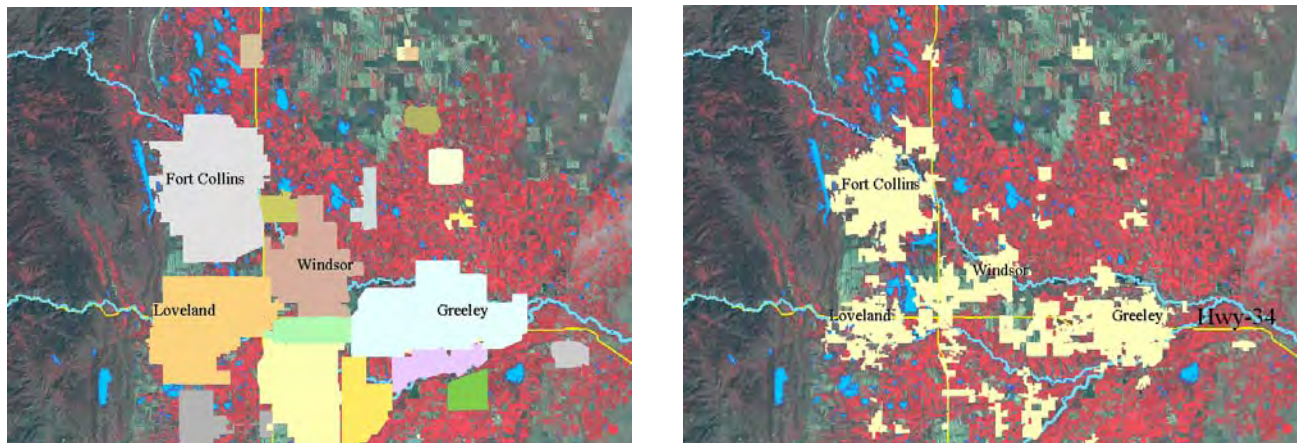 Fort Collins
Windsor
Loveland
Greeley
Fort Collins
Windsor
Loveland
Greeley
Hwy-34